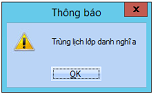 Thông báo
x
Trùng lịch lớp danh nghĩa
OK